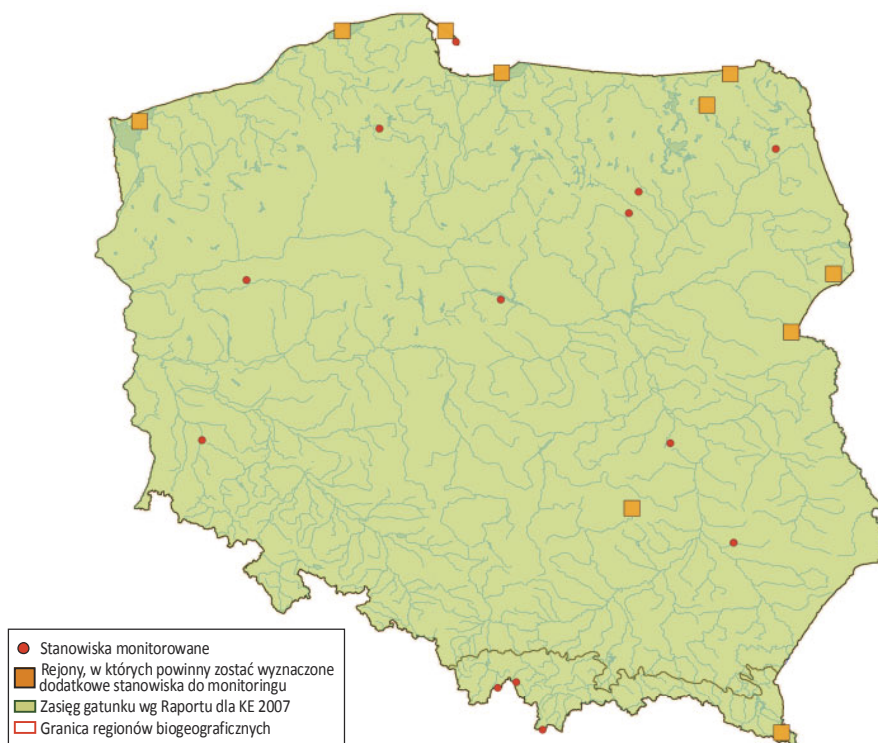 Stanowiska monitorowane
Rejony, w których powinny zostać wyznaczone
dodatkowe stanowiska do monitoringu
Zasięg gatunku wg Raportu dla KE 2007
Granica regionów biogeograficznych